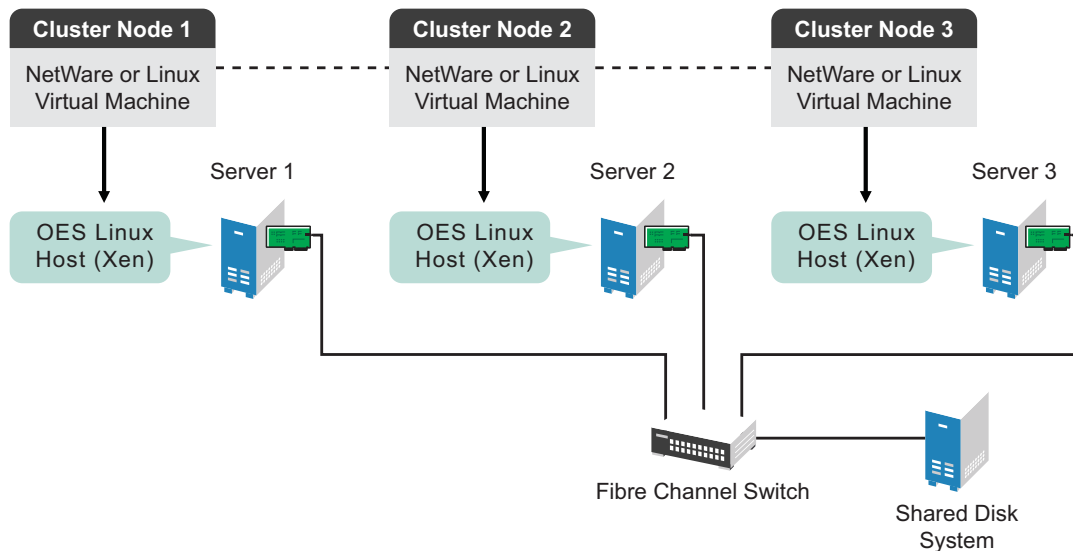 Cluster Node 1
NetWare or Linux
Virtual Machine
Cluster Node 2
NetWare or Linux
Virtual Machine
Cluster Node 3
NetWare or Linux
Virtual Machine
Server 1
Server 2
Server 3
OES Linux
Host (Xen)
OES Linux
Host (Xen)
OES Linux
Host (Xen)
Fibre Channel Switch
Shared Disk
System